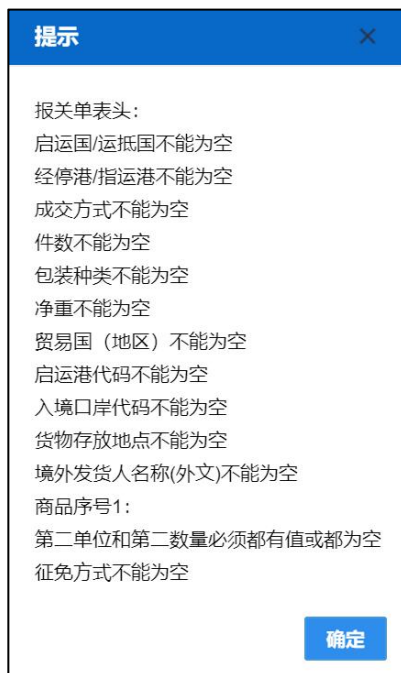 提示
报关单表头：
启运国/运抵国不能为空
经停港/指运港不能为空
成交方式不能为空
件数不能为空
包装种类不能为空
净重不能为空
贸易国（地区）不能为空
启运港代码不能为空
入境口岸代码不能为空
货物存放地点不能为空
境外发货人名称(外文)不能为空
商品序号1：
第二单位和第二数量必须都有值或都为空
征免方式不能为空
确定